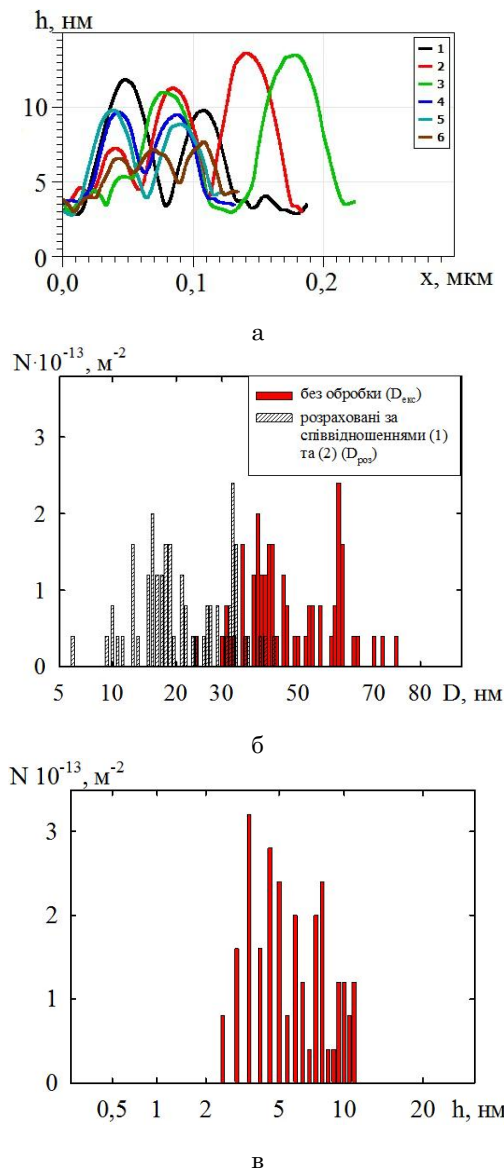 h, нм
10
5
0
0,0
0,1
0,2
x, мкм
1
2
3
4
5
6
а
N·10⁻¹³, м⁻²
3
2
1
0
без обробки (Dекс)
розраховані за
співвідношеннями (1)
та (2) (Dроз)
5
10
20
30
50
70
80
D, нм
б
N 10⁻¹³, м⁻²
3
2
1
0
0,5
1
2
5
10
20
h, нм
в